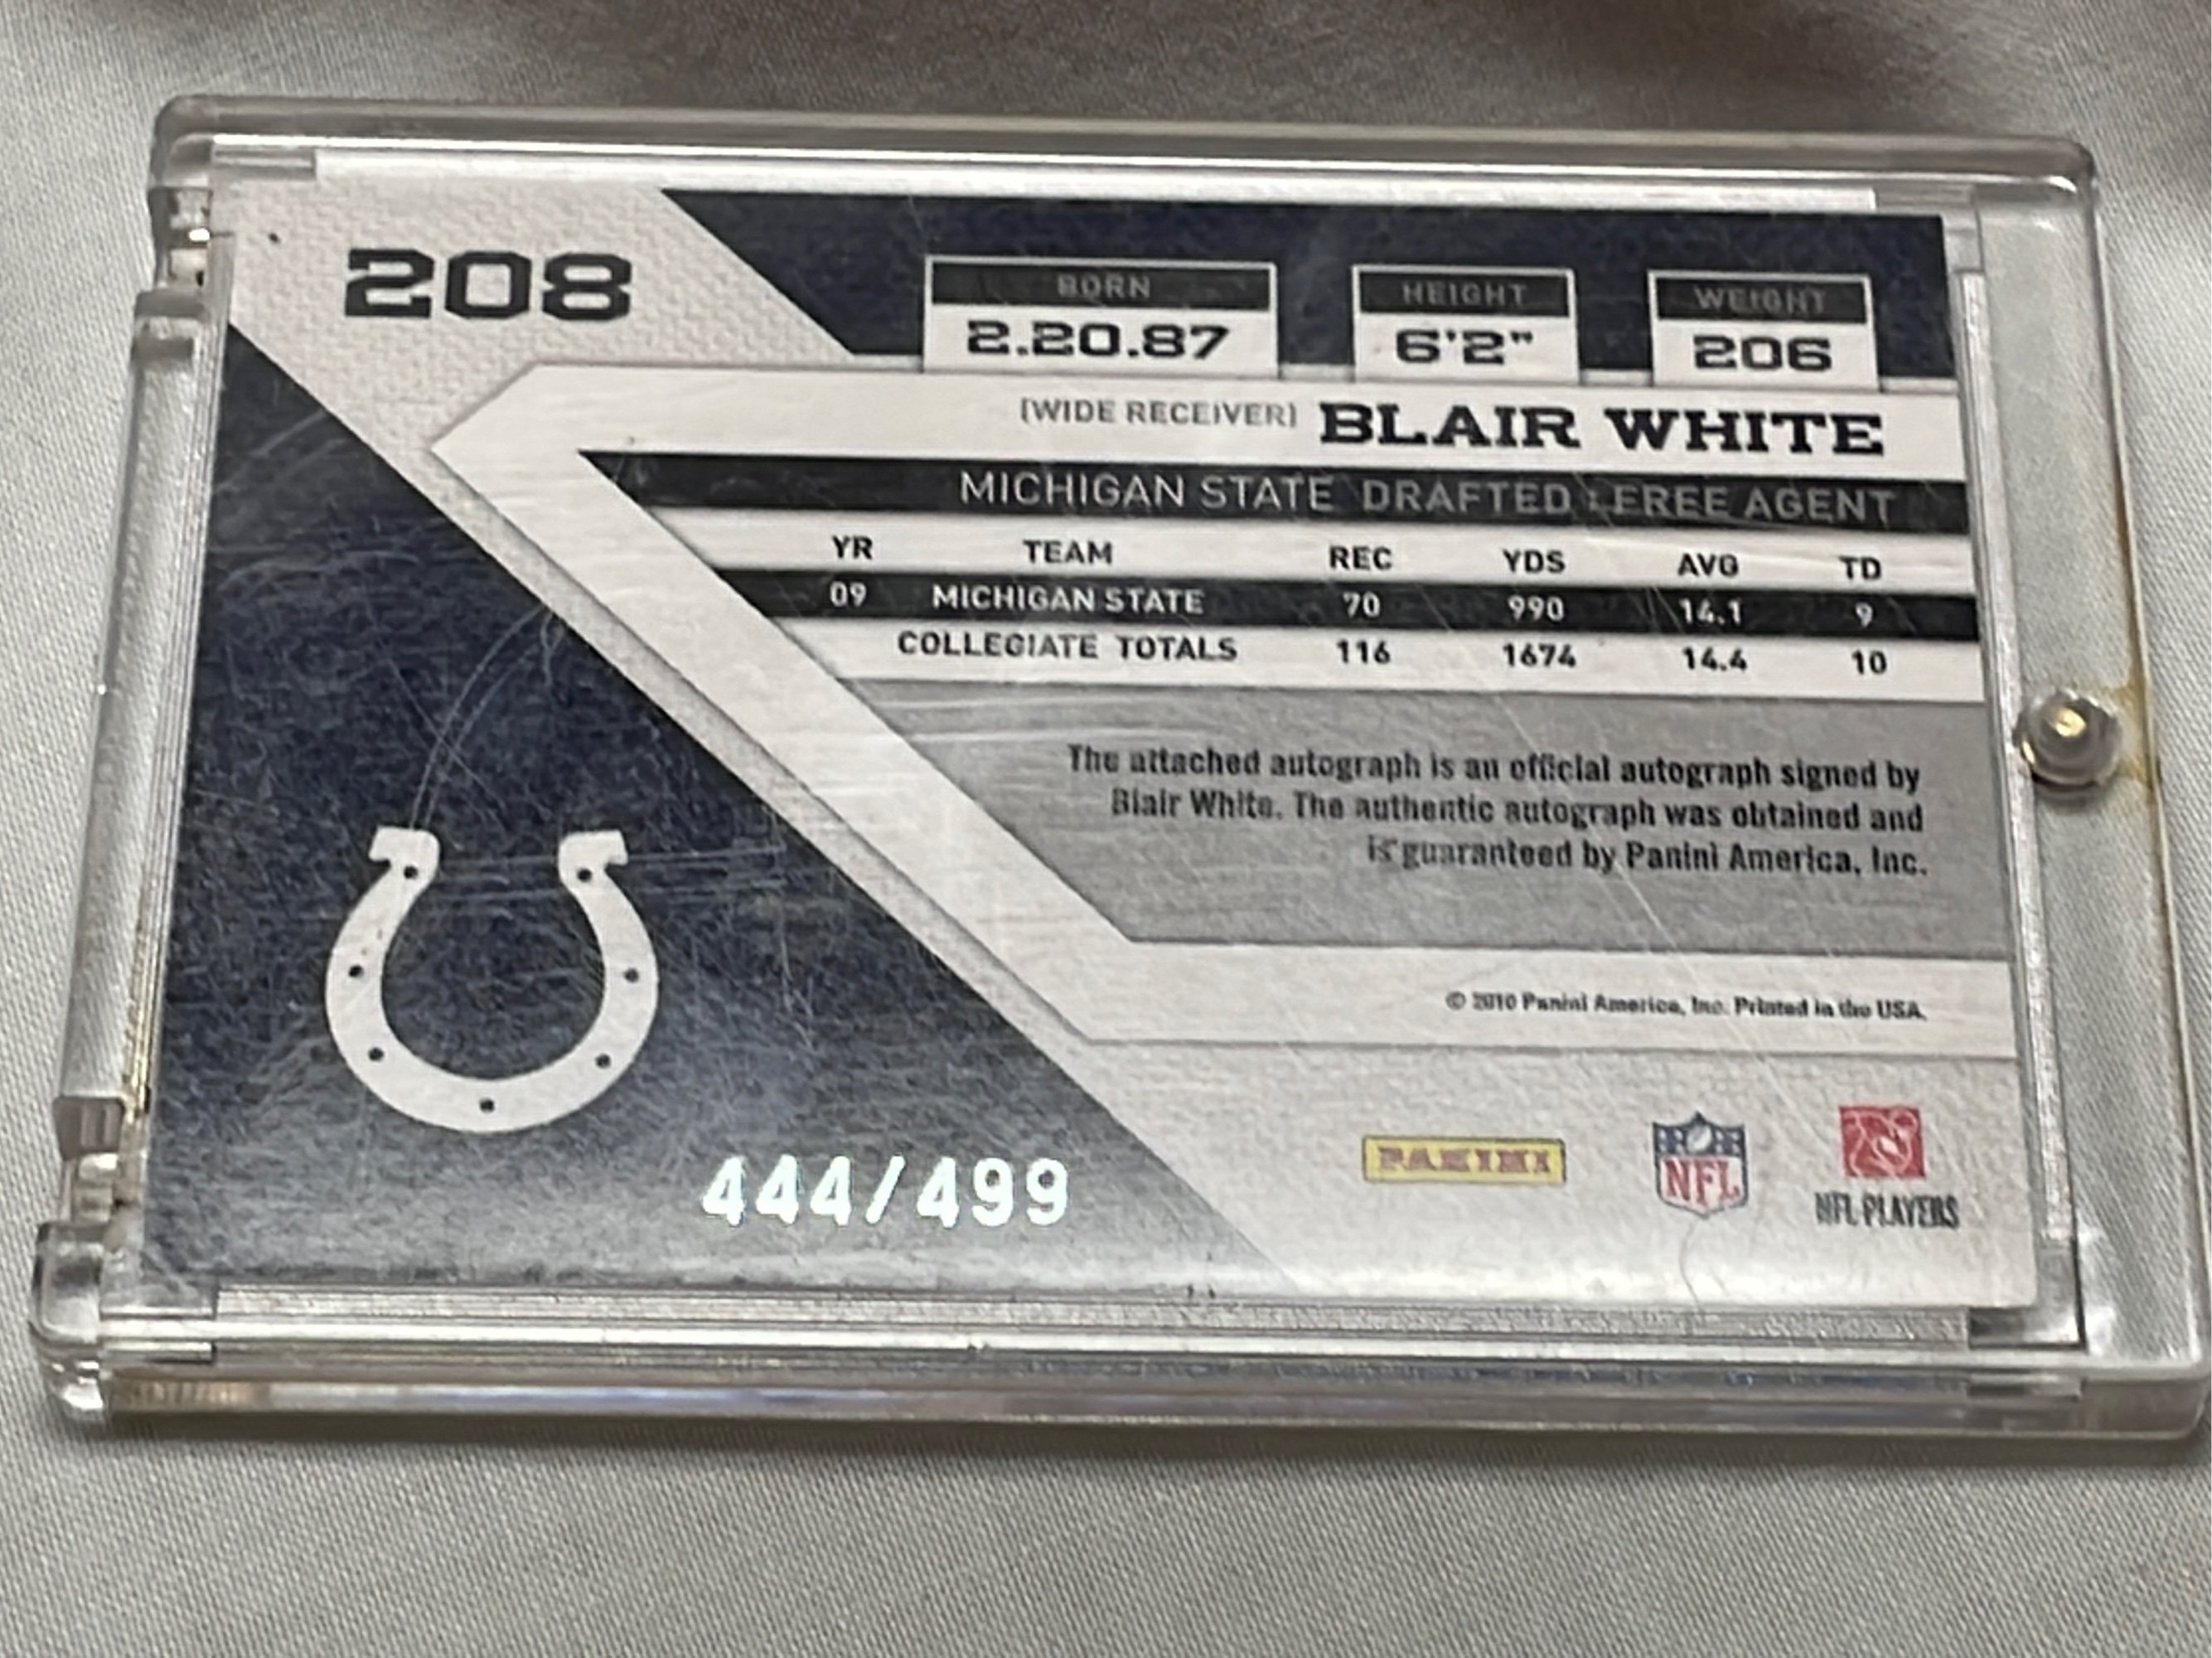 208
BORN HEIGHT WEIGHT
2.20.87 6'2" 206
(WIDE RECEIVER) BLAIR WHITE
MICHIGAN STATE DRAFTED : FREE AGENT
YR TEAM REC YDS AVG TD
09 MICHIGAN STATE 70 990 14.1 9
COLLEGIATE TOTALS 116 1674 14.4 10
The attached autograph is an official autograph signed by
Blair White. The authentic autograph was obtained and
is guaranteed by Panini America, Inc.
© 2010 Panini America, Inc. Printed in the USA.
444/499
PANINI NFL
NFL PLAYERS